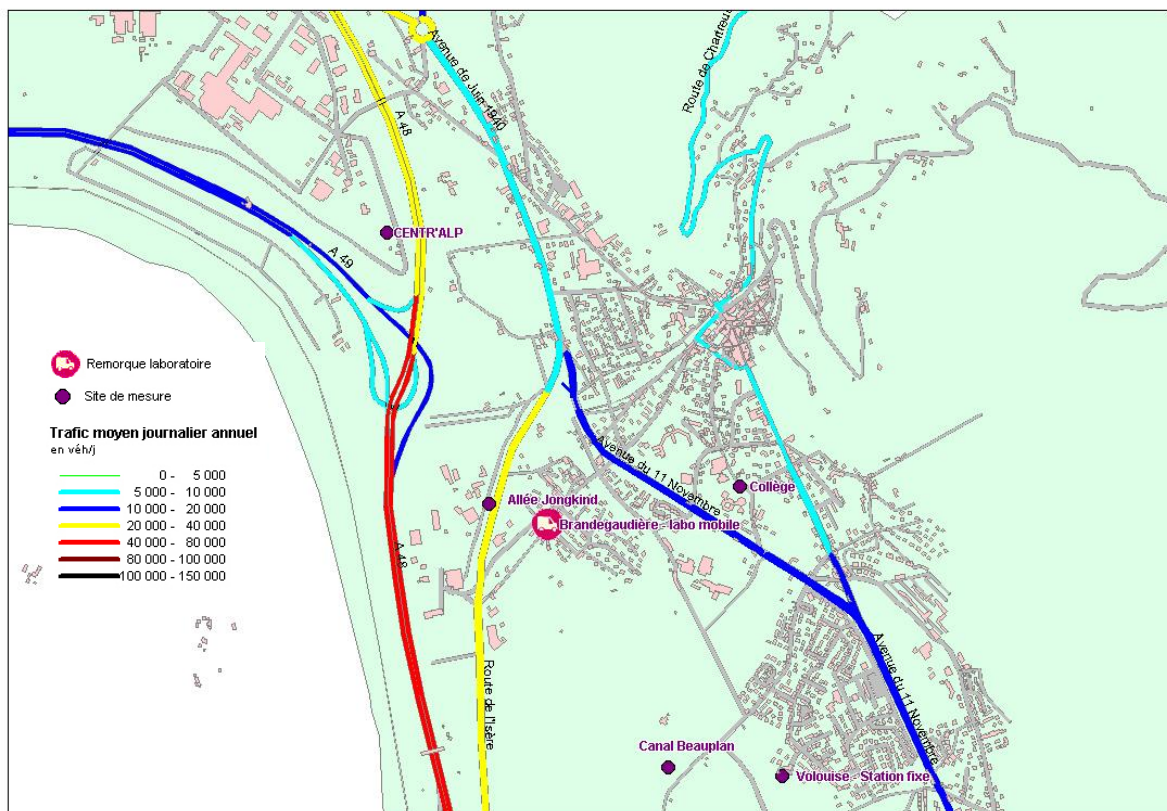 Avenue de Juin 1940
Route de Chartreuse
A 48
CENTR'ALP
A 49
Remorque laboratoire
Site de mesure
Trafic moyen journalier annuel
en véh/j
0 - 5 000
5 000 - 10 000
10 000 - 20 000
20 000 - 40 000
40 000 - 80 000
80 000 - 100 000
100 000 - 150 000
Avenue du 11 Novembre
Collège
Allée Jongkind
Brandegaudière - labo mobile
A 48
Route de l'Isère
Avenue du 11 Novembre
Canal Beauplan
Volouise - Station fixe